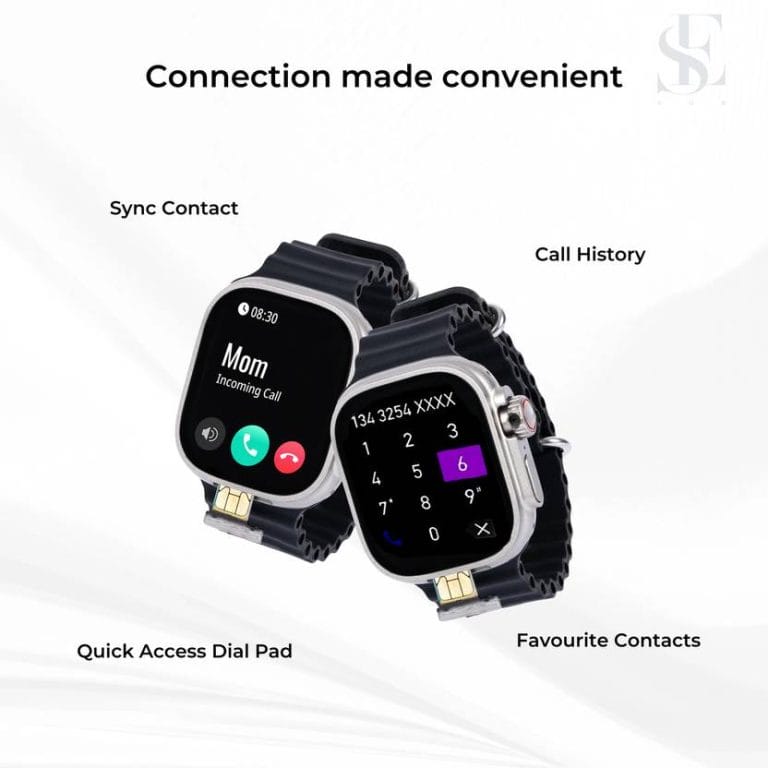 Connection made convenient
SE
Sync Contact
Call History
08:30
Mom
Incoming Call
134 3254 XXXX
1 2 3
4 5 6
7* 8 9"
0
Quick Access Dial Pad
Favourite Contacts